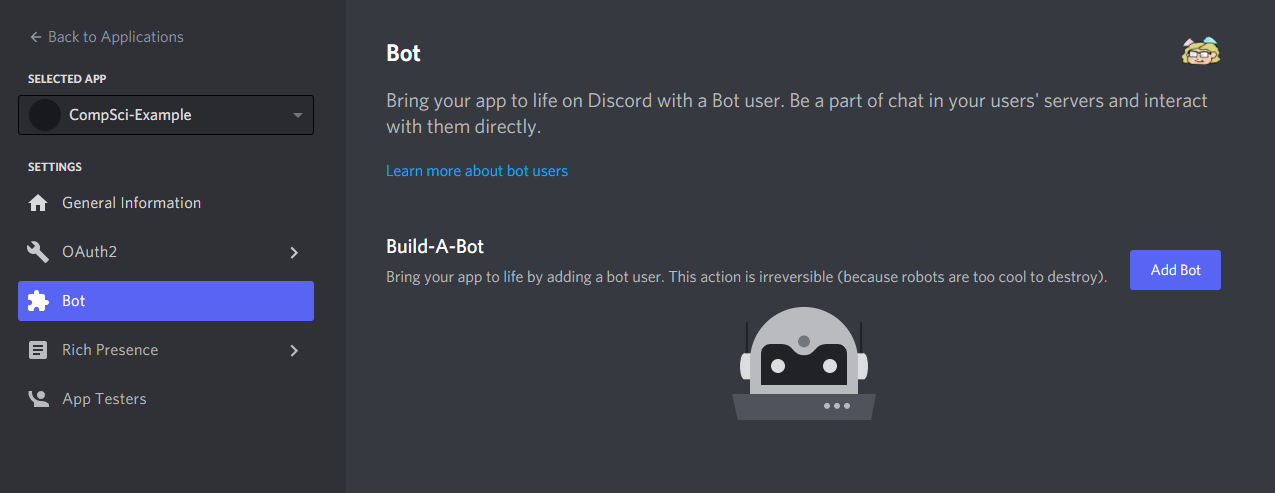 Back to Applications
SELECTED APP
CompSci-Example
SETTINGS
General Information
OAuth2
Bot
Rich Presence
App Testers
Bot
Bring your app to life on Discord with a Bot user. Be a part of chat in your users' servers and interact
with them directly.
Learn more about bot users
Build-A-Bot
Bring your app to life by adding a bot user. This action is irreversible (because robots are too cool to destroy).
Add Bot